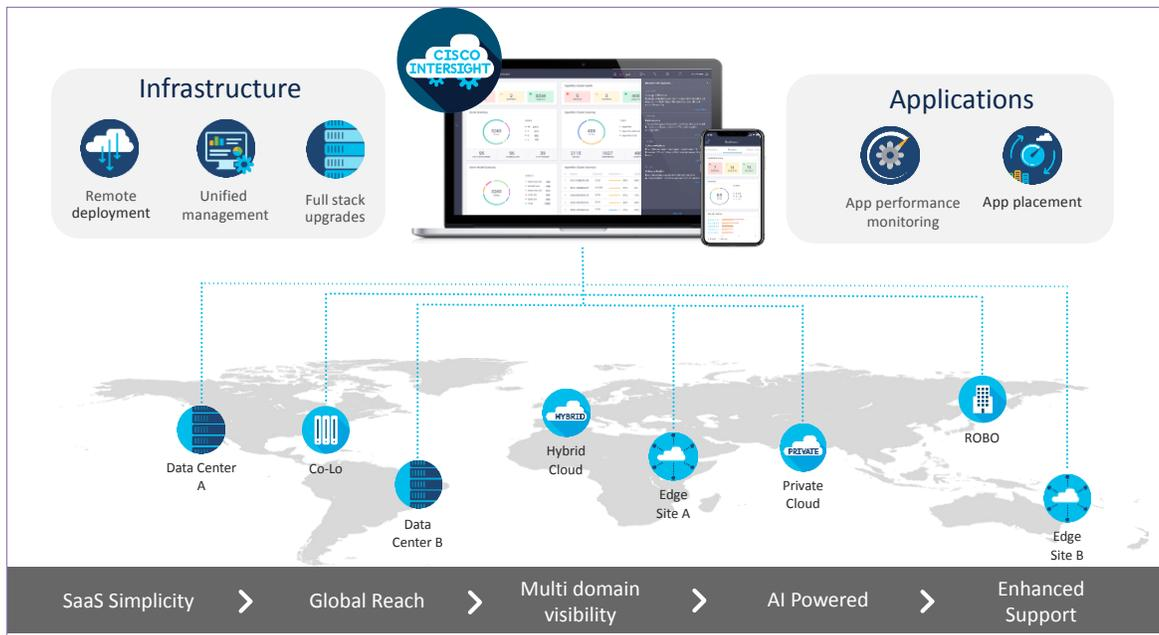 CISCO
INTERSIGHT
Infrastructure
Remote
deployment
Unified
management
Full stack
upgrades
Applications
App performance
monitoring
App placement
Data Center
A
Co-Lo
Data
Center B
HYBRID
Hybrid
Cloud
Edge
Site A
PRIVATE
Private
Cloud
ROBO
Edge
Site B
SaaS Simplicity
Global Reach
Multi domain
visibility
AI Powered
Enhanced
Support